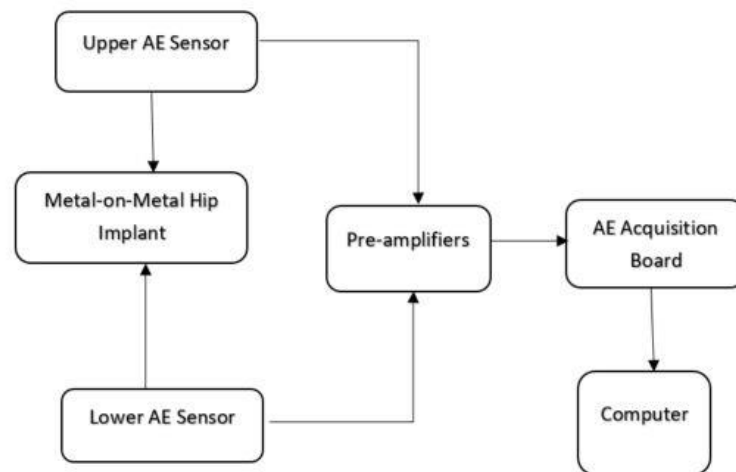 Upper AE Sensor
Metal-on-Metal Hip
Implant
Pre-amplifiers
AE Acquisition
Board
Lower AE Sensor
Computer